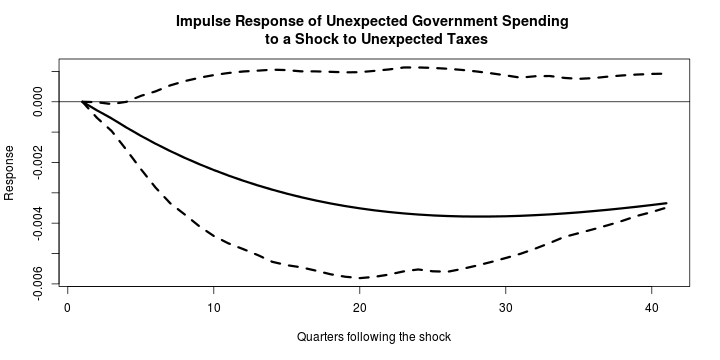 Impulse Response of Unexpected Government Spending
to a Shock to Unexpected Taxes
Response
0.000
-0.002
-0.004
-0.006
0 10 20 30 40
Quarters following the shock